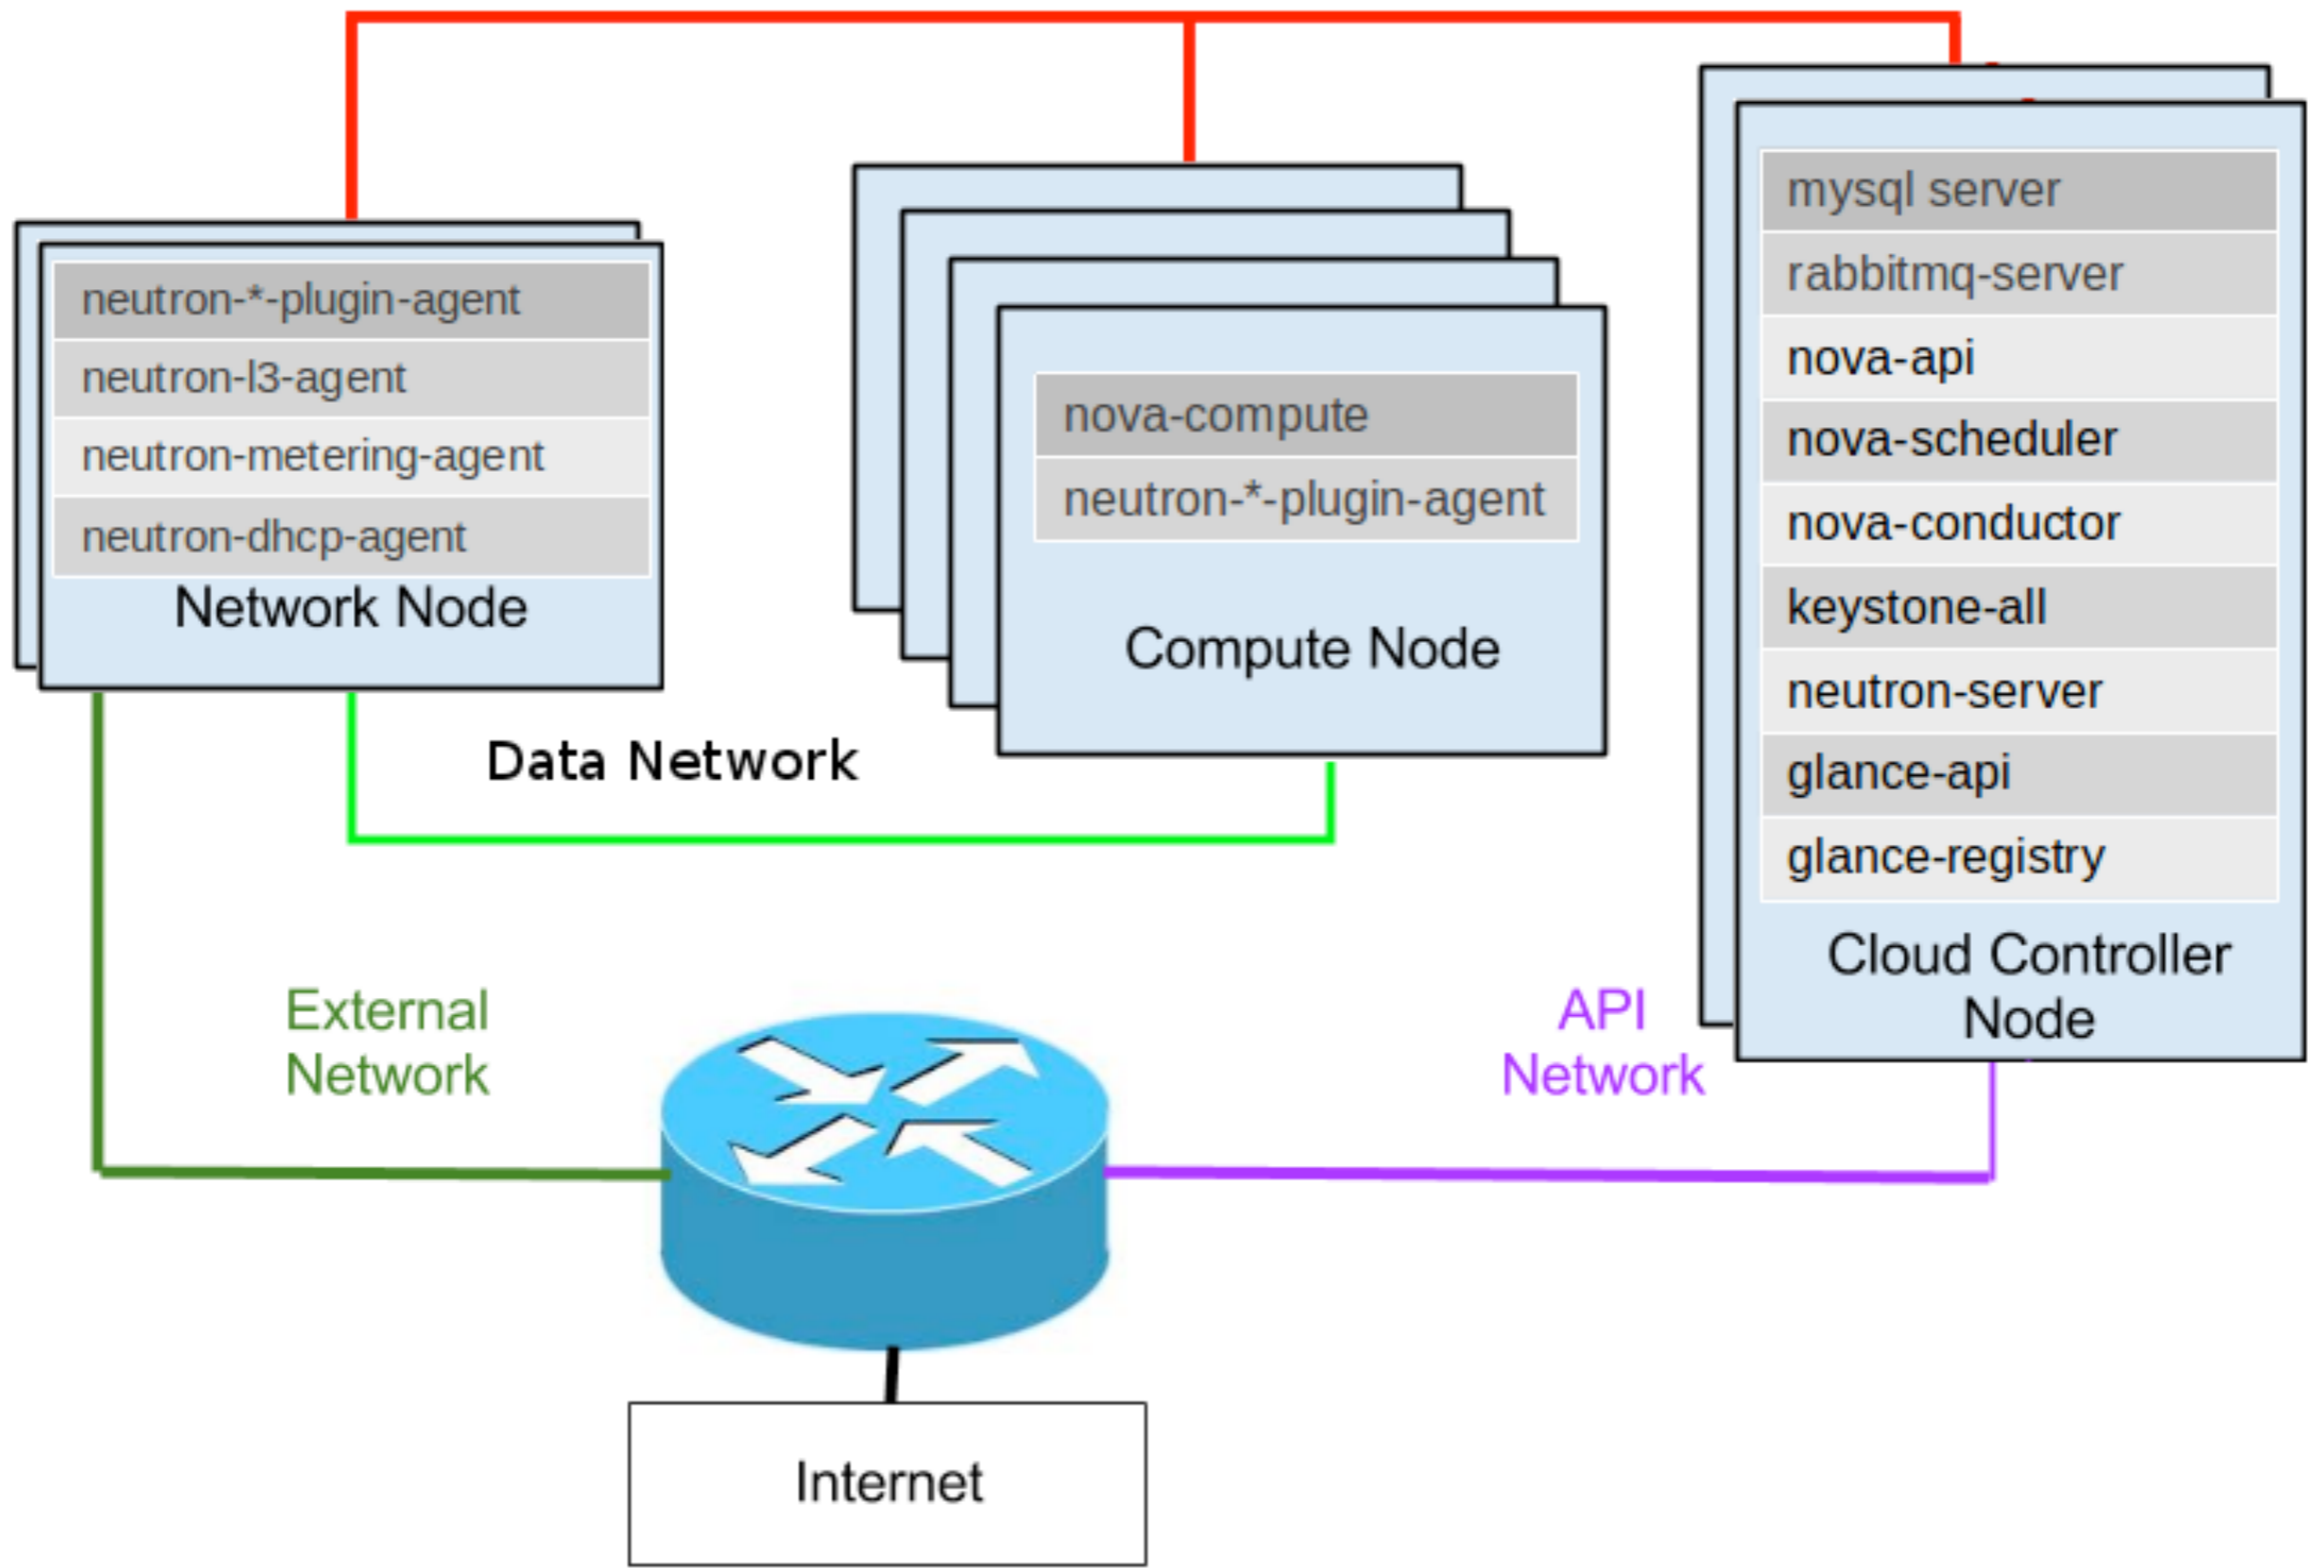 neutron-*-plugin-agent
neutron-l3-agent
neutron-metering-agent
neutron-dhcp-agent
Network Node
nova-compute
neutron-*-plugin-agent
Compute Node
mysql server
rabbitmq-server
nova-api
nova-scheduler
nova-conductor
keystone-all
neutron-server
glance-api
glance-registry
Cloud Controller
Node
Data Network
External
Network
API
Network
Internet